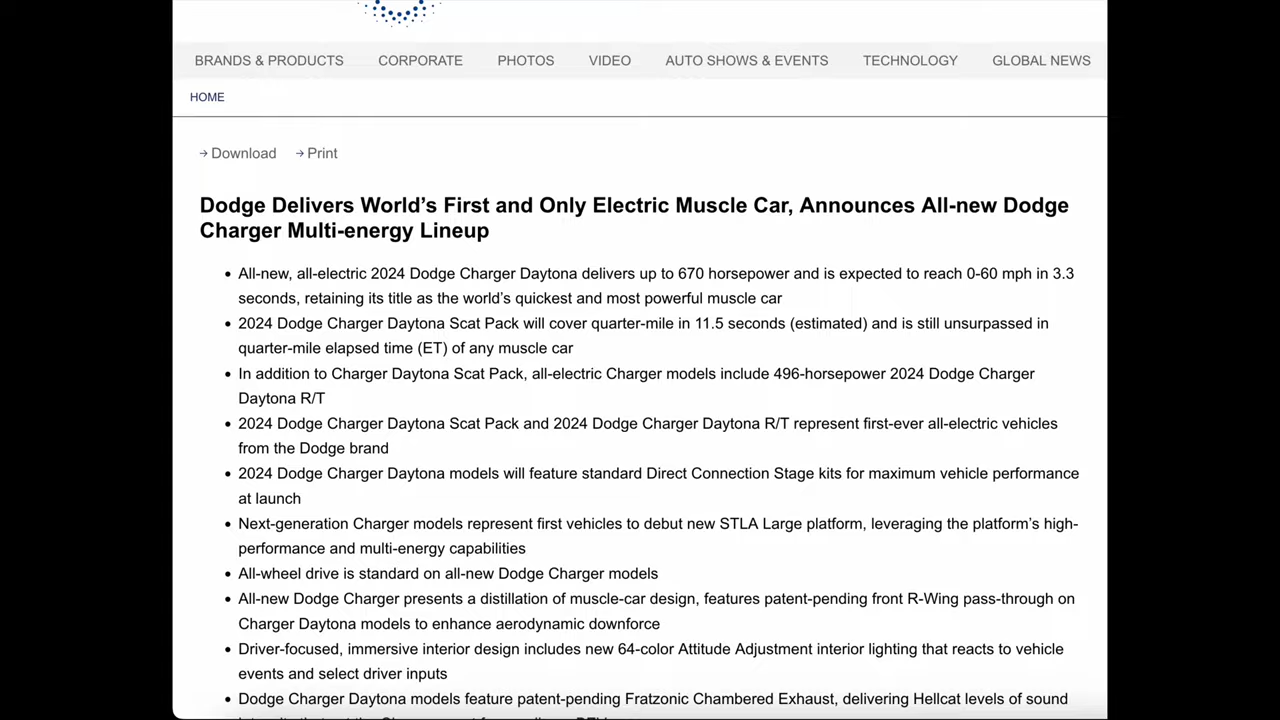 BRANDS & PRODUCTS CORPORATE PHOTOS VIDEO AUTO SHOWS & EVENTS TECHNOLOGY GLOBAL NEWS
HOME
→ Download → Print
Dodge Delivers World’s First and Only Electric Muscle Car, Announces All-new Dodge
Charger Multi-energy Lineup
• All-new, all-electric 2024 Dodge Charger Daytona delivers up to 670 horsepower and is expected to reach 0-60 mph in 3.3
seconds, retaining its title as the world’s quickest and most powerful muscle car
• 2024 Dodge Charger Daytona Scat Pack will cover quarter-mile in 11.5 seconds (estimated) and is still unsurpassed in
quarter-mile elapsed time (ET) of any muscle car
• In addition to Charger Daytona Scat Pack, all-electric Charger models include 496-horsepower 2024 Dodge Charger
Daytona R/T
• 2024 Dodge Charger Daytona Scat Pack and 2024 Dodge Charger Daytona R/T represent first-ever all-electric vehicles
from the Dodge brand
• 2024 Dodge Charger Daytona models will feature standard Direct Connection Stage kits for maximum vehicle performance
at launch
• Next-generation Charger models represent first vehicles to debut new STLA Large platform, leveraging the platform’s high-
performance and multi-energy capabilities
• All-wheel drive is standard on all-new Dodge Charger models
• All-new Dodge Charger presents a distillation of muscle-car design, features patent-pending front R-Wing pass-through on
Charger Daytona models to enhance aerodynamic downforce
• Driver-focused, immersive interior design includes new 64-color Attitude Adjustment interior lighting that reacts to vehicle
events and select driver inputs
• Dodge Charger Daytona models feature patent-pending Fratzonic Chambered Exhaust, delivering Hellcat levels of sound